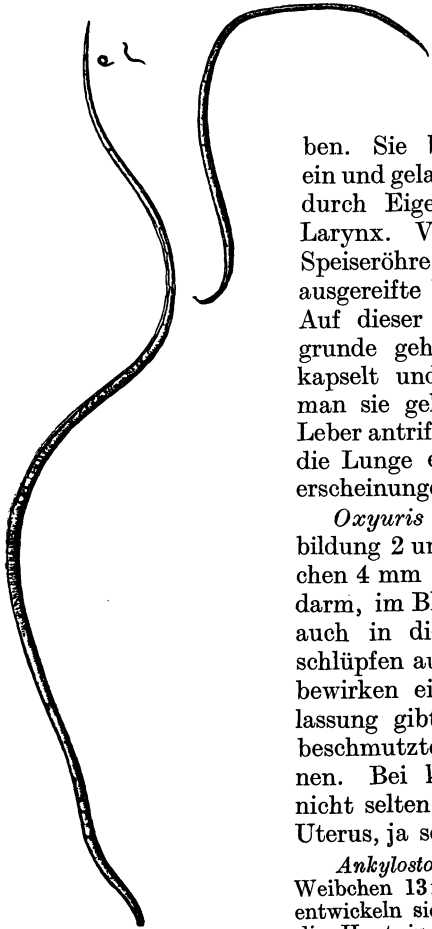 ben. Sie
ein und gela
durch Eige
Larynx. V
Speiseröhre
ausgereifte
Auf dieser
grunde geh
kapselt und
man sie gel
Leber antrif
die Lunge e
erscheinunge
Oxyuris
bildung 2 un
chen 4 mm
darm, im Bl
auch in di
schlüpfen au
bewirken ei
lassung gibt
beschmutzte
nen. Bei k
nicht selten
Uterus, ja se
Ankylosto
Weibchen 13
entwickeln sie